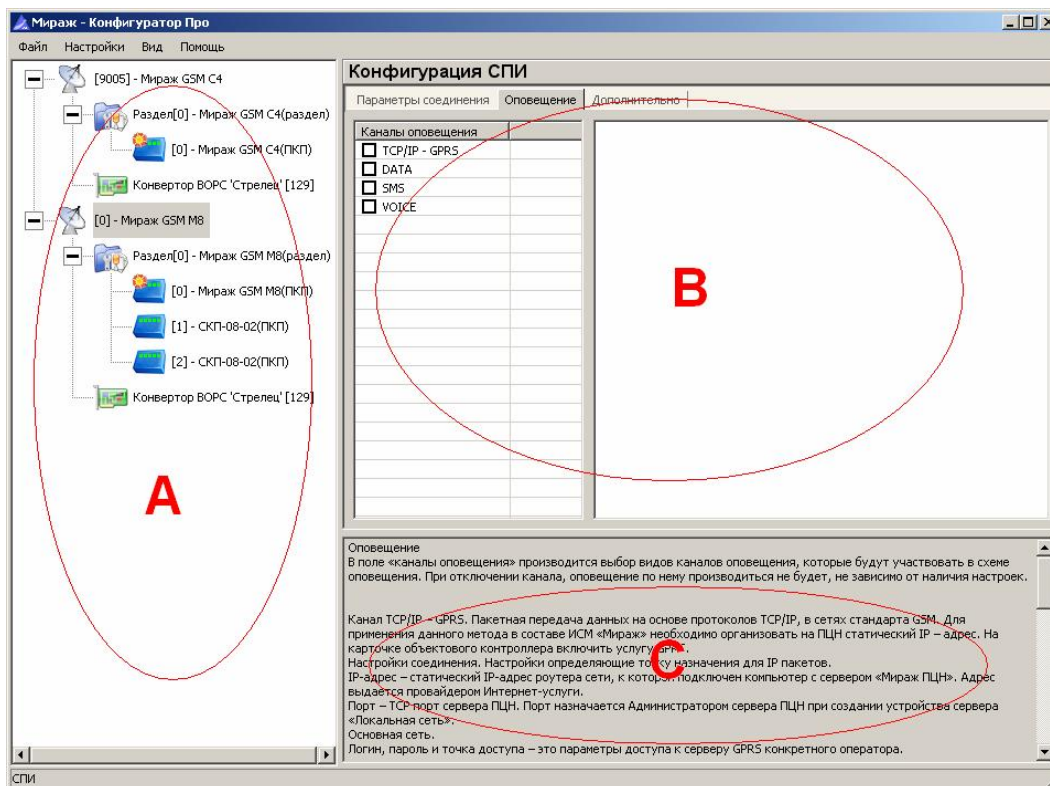 Мираж - Конфигуратор Про
Файл Настройки Вид Помощь
[9005] - Мираж GSM C4
Раздел[0] - Мираж GSM C4(раздел)
[0] - Мираж GSM C4(ПКП)
Конвертор ВОРС 'Стрелец' [129]
[0] - Мираж GSM M8
Раздел[0] - Мираж GSM M8(раздел)
[0] - Мираж GSM M8(ПКП)
[1] - СКП-08-02(ПКП)
[2] - СКП-08-02(ПКП)
Конвертор ВОРС 'Стрелец' [129]
A
Конфигурация СПИ
Параметры соединения Оповещение Дополнительно
Каналы оповещения
TCP/IP - GPRS
DATA
SMS
VOICE
B
Оповещение
В поле «каналы оповещения» производится выбор видов каналов оповещения, которые будут участвовать в схеме
оповещения. При отключении канала, оповещение по нему производиться не будет, не зависимо от наличия настроек.
Канал TCP/IP – GPRS. Пакетная передача данных на основе протоколов TCP/IP, в сетях стандарта GSM. Для
применения данного метода в составе ИСМ «Мираж» необходимо организовать на ПЦН статический IP – адрес. На
карточке объектового контроллера включить услугу GPRS.
Настройки соединения. Настройки определяющие точку назначения для IP пакетов.
IP-адрес – статический IP-адрес роутера сети, к которой подключен компьютер с сервером «Мираж ПЦН». Адрес
выдается провайдером Интернет-услуги.
Порт – TCP порт сервера ПЦН. Порт назначается Администратором сервера ПЦН при создании устройства сервера
«Локальная сеть».
Основная сеть.
Логин, пароль и точка доступа – это параметры доступа к серверу GPRS конкретного оператора.
C
СПИ